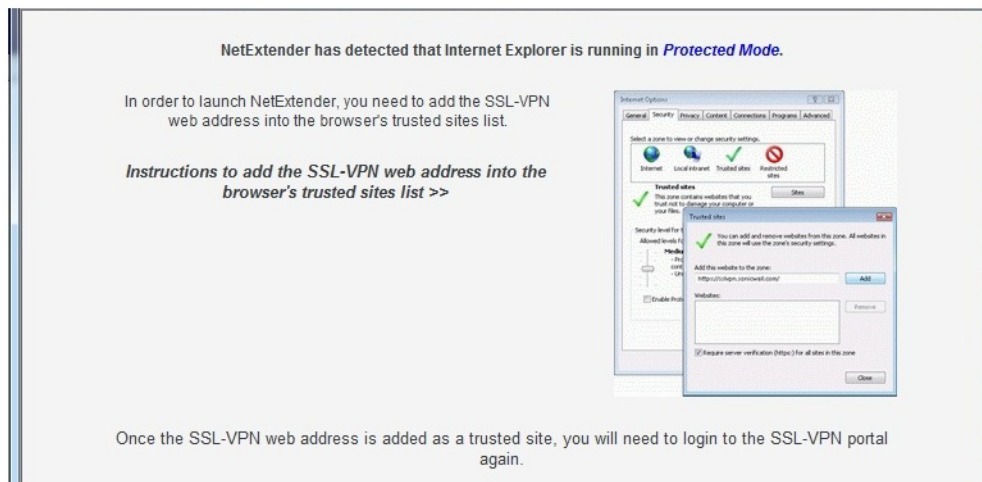 NetExtender has detected that Internet Explorer is running in Protected Mode.
In order to launch NetExtender, you need to add the SSL-VPN
web address into the browser's trusted sites list.
Instructions to add the SSL-VPN web address into the
browser's trusted sites list >>
Internet Options
General Security Privacy Content Connections Programs Advanced
Select a zone to view or change security settings.
Internet Local intranet Trusted sites Restricted
sites
Trusted sites
This zone contains websites that you
trust not to damage your computer or
your files.
Sites
Security level for
Allowed levels f
Trusted sites
You can add and remove websites from this zone. All websites in
this zone will use the zone's security settings.
Add this website to the zone:
https://sslvpn.sonicwall.com/
Add
Websites:
Remove
Enable Prot
Require server verification (https:) for all sites in this zone
Close
Once the SSL-VPN web address is added as a trusted site, you will need to login to the SSL-VPN portal
again.